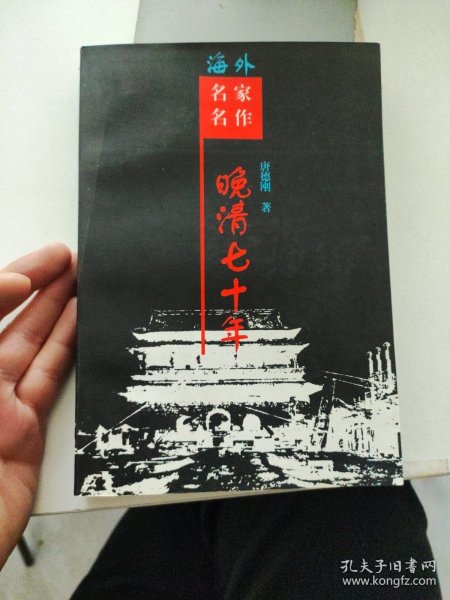 海外
名家
名作
唐德刚 著
晚清七十年
孔夫子旧书网
www.kongfz.com